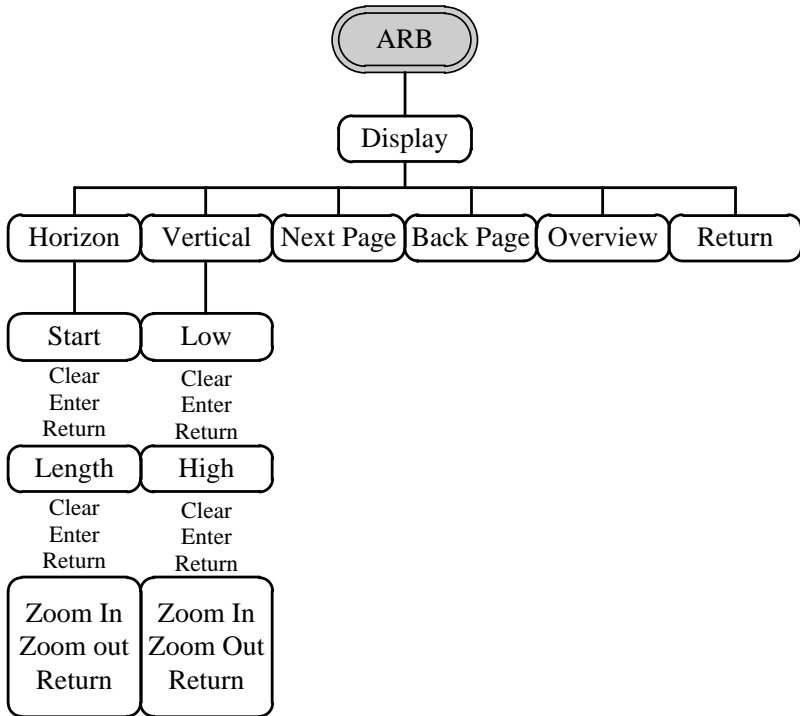 ARB
Display
Horizon
Vertical
Next Page
Back Page
Overview
Return
Start
Clear
Enter
Return
Length
Clear
Enter
Return
Zoom In
Zoom out
Return
Low
Clear
Enter
Return
High
Clear
Enter
Return
Zoom In
Zoom Out
Return